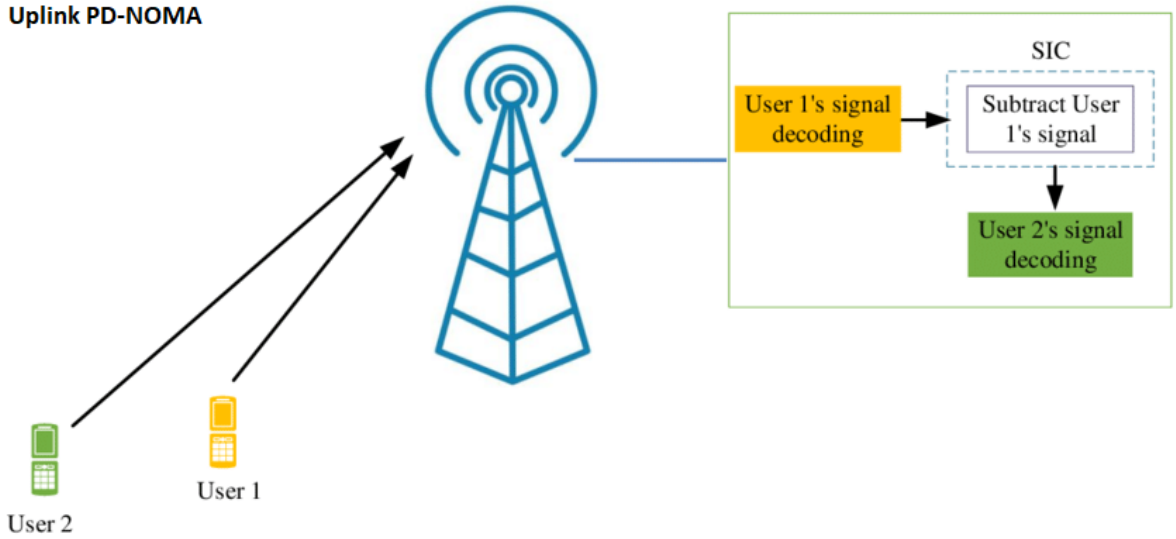 Uplink PD-NOMA
SIC
User 1's signal
decoding
Subtract User
1's signal
User 2's signal
decoding
User 1
User 2